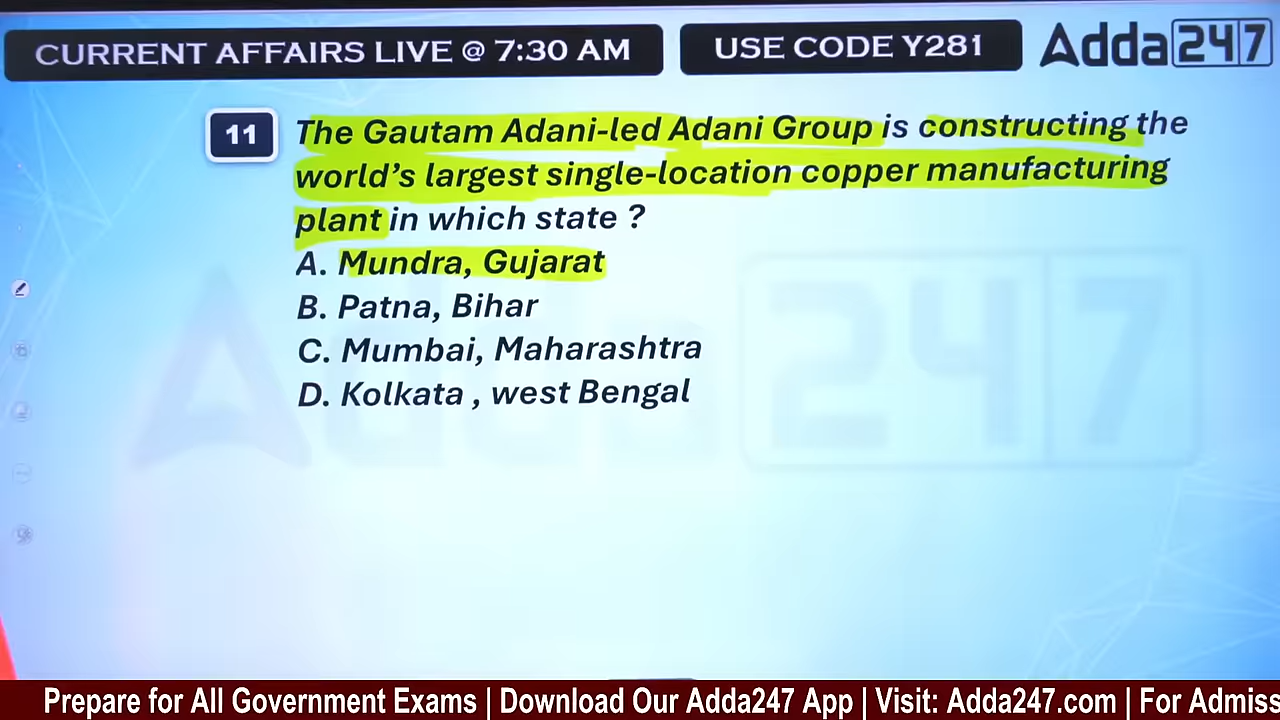 CURRENT AFFAIRS LIVE @ 7:30 AM
USE CODE Y281
Adda247
11
The Gautam Adani-led Adani Group is constructing the
world's largest single-location copper manufacturing
plant in which state ?
A. Mundra, Gujarat
B. Patna, Bihar
C. Mumbai, Maharashtra
D. Kolkata , west Bengal
Adda247
Prepare for All Government Exams | Download Our Adda247 App | Visit: Adda247.com | For Admiss